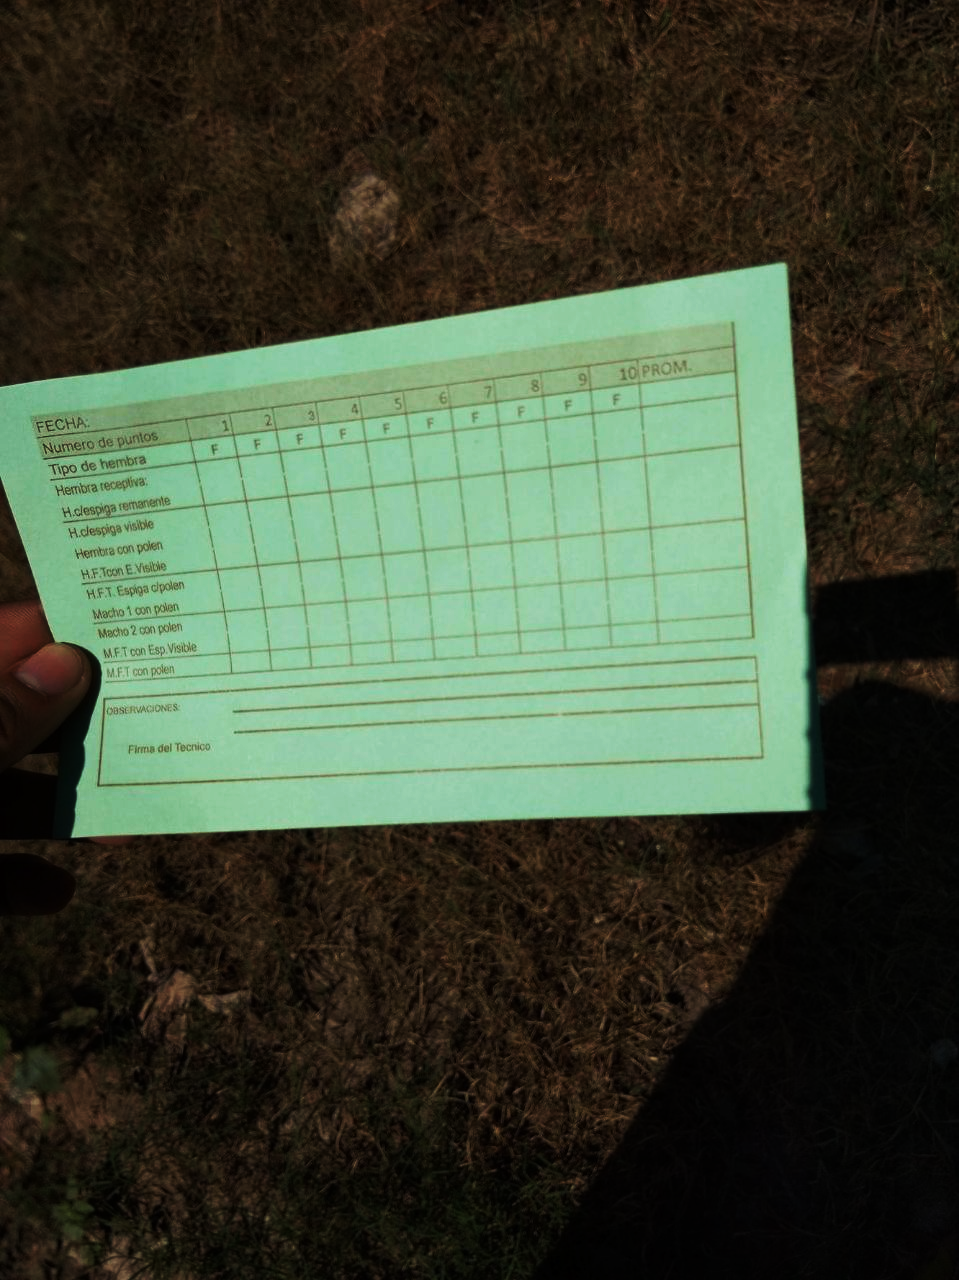 FECHA:
Numero de puntos 1 2 3 4 5 6 7 8 9 10 PROM.
Tipo de hembra F F F F F F F F F F
Hembra receptiva:
H.c/espiga remanente
H.c/espiga visible
Hembra con polen
H.F.Tcon E.Visible
H.F.T. Espiga c/polen
Macho 1 con polen
Macho 2 con polen
M.F.T con Esp.Visible
M.F.T con polen
OBSERVACIONES:
Firma del Tecnico